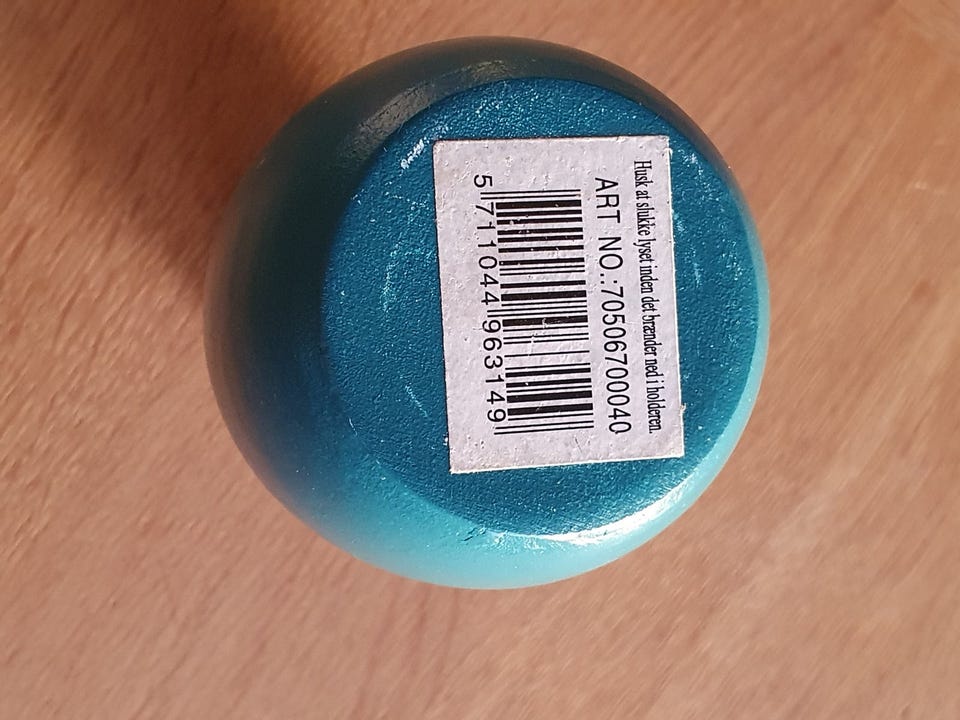 Husk at slukke lyset inden det brænder ned i holderen.
ART NO.:70506700040
5 711044 963149